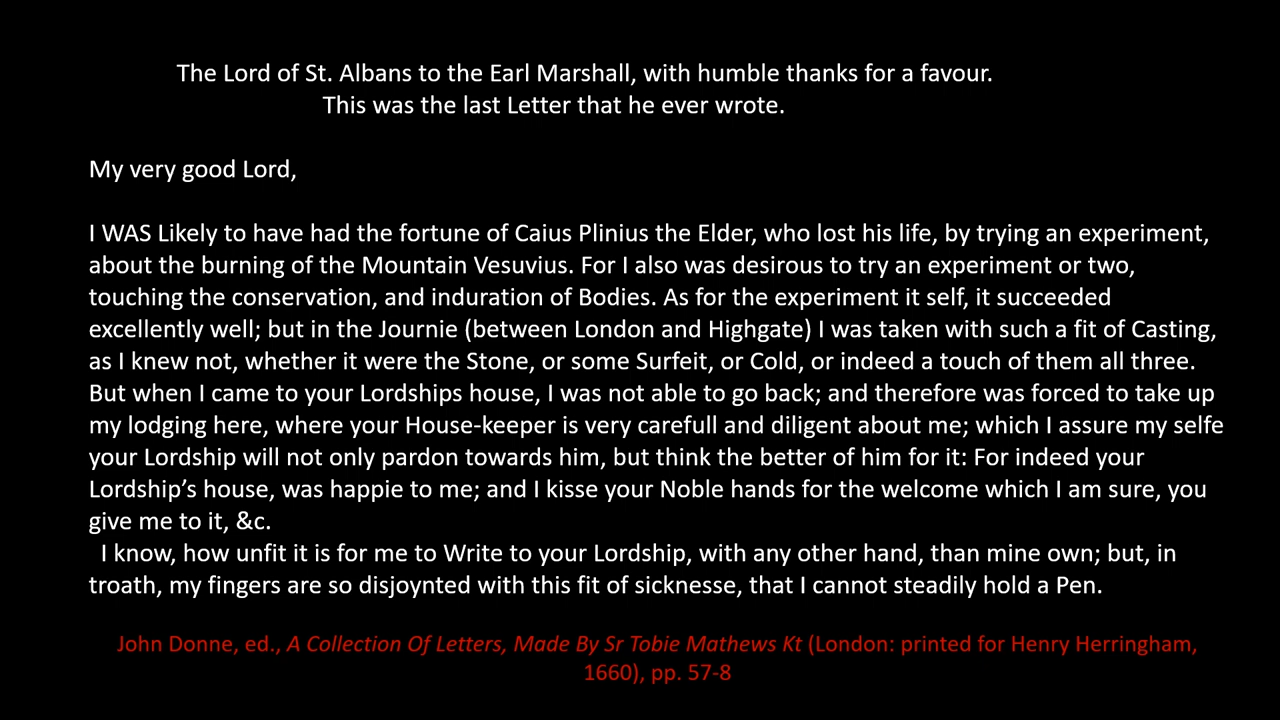 The Lord of St. Albans to the Earl Marshall, with humble thanks for a favour.
This was the last Letter that he ever wrote.
My very good Lord,
I WAS Likely to have had the fortune of Caius Plinius the Elder, who lost his life, by trying an experiment,
about the burning of the Mountain Vesuvius. For I also was desirous to try an experiment or two,
touching the conservation, and induration of Bodies. As for the experiment it self, it succeeded
excellently well; but in the Journie (between London and Highgate) I was taken with such a fit of Casting,
as I knew not, whether it were the Stone, or some Surfeit, or Cold, or indeed a touch of them all three.
But when I came to your Lordships house, I was not able to go back; and therefore was forced to take up
my lodging here, where your House-keeper is very carefull and diligent about me; which I assure my selfe
your Lordship will not only pardon towards him, but think the better of him for it: For indeed your
Lordship’s house, was happie to me; and I kisse your Noble hands for the welcome which I am sure, you
give me to it, &c.
I know, how unfit it is for me to Write to your Lordship, with any other hand, than mine own; but, in
troath, my fingers are so disjoynted with this fit of sicknesse, that I cannot steadily hold a Pen.
John Donne, ed., A Collection Of Letters, Made By Sr Tobie Mathews Kt (London: printed for Henry Herringham,
1660), pp. 57-8